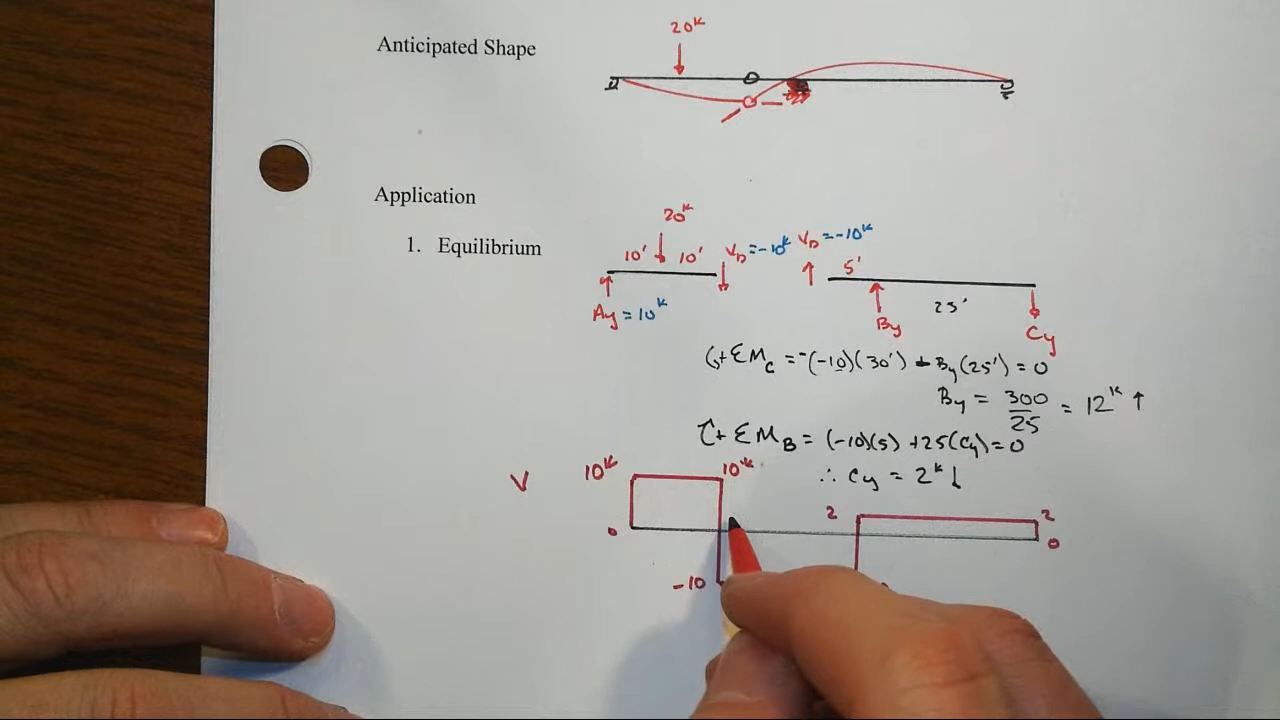 20k
Anticipated Shape
Application
20k
1. Equilibrium
10' 10' VD = -10k VD = -10k
5'
Ay = 10k
25'
By
Cy
+ΣMC = -(-10)(30') - By(25') = 0
By = 300/25 = 12k ↑
+ΣMB = (-10)(5) + 25(Cy) = 0
∴ Cy = 2k ↓
V 10k 10k
2 2
0 0
-10